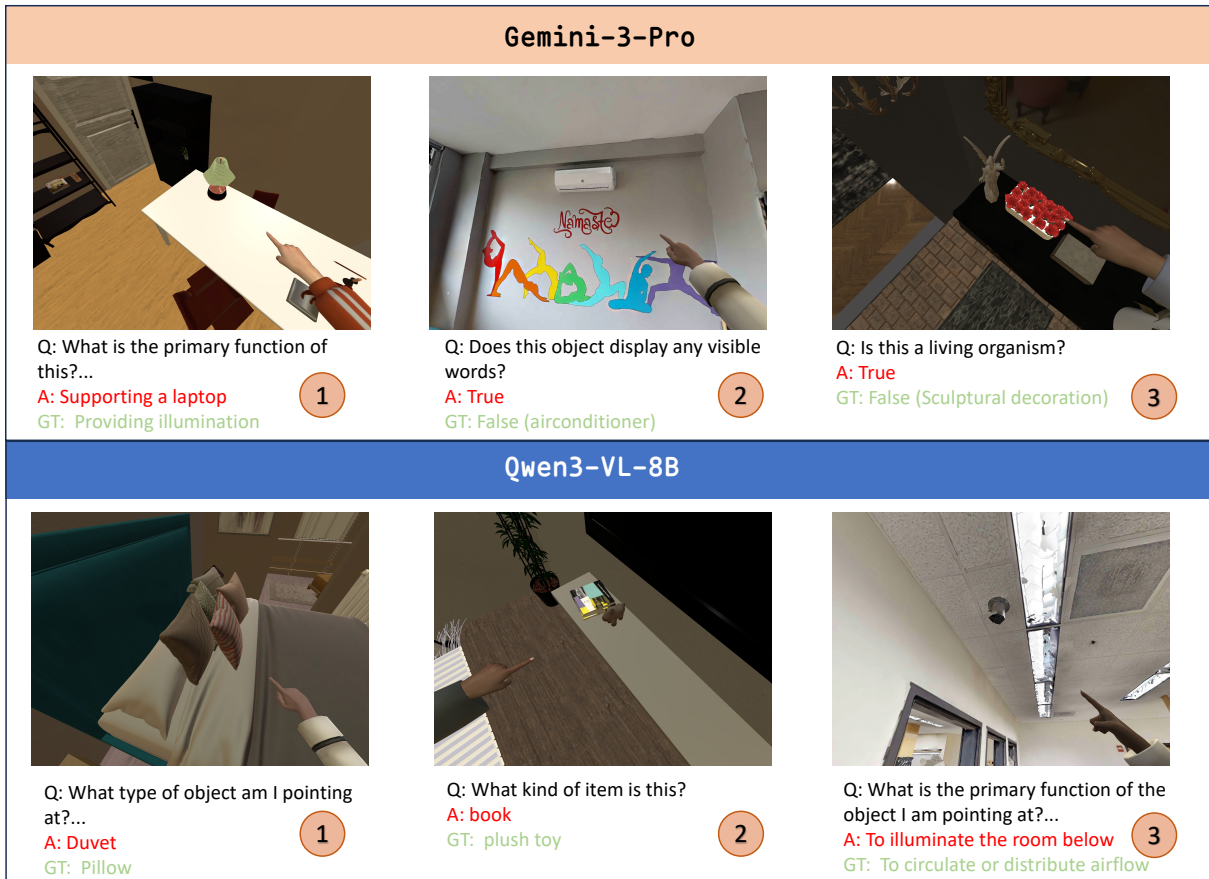 Gemini-3-Pro
Namaste
Q: What is the primary function of
this?...
A: Supporting a laptop
GT: Providing illumination
1
Q: Does this object display any visible
words?
A: True
GT: False (airconditioner)
2
Q: Is this a living organism?
A: True
GT: False (Sculptural decoration)
3
Qwen3-VL-8B
Q: What type of object am I pointing
at?...
A: Duvet
GT: Pillow
1
Q: What kind of item is this?
A: book
GT: plush toy
2
Q: What is the primary function of the
object I am pointing at?...
A: To illuminate the room below
GT: To circulate or distribute airflow
3